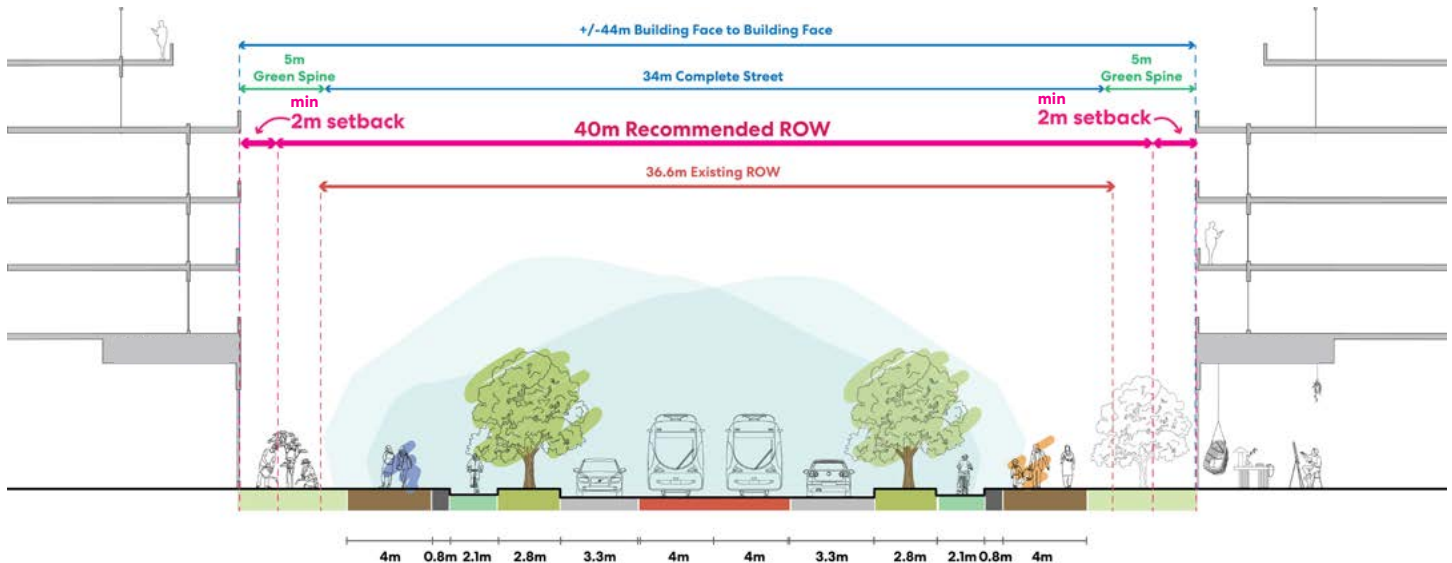 +/-44m Building Face to Building Face
5m
Green Spine
34m Complete Street
5m
Green Spine
min
2m setback
40m Recommended ROW
min
2m setback
36.6m Existing ROW
4m 0.8m 2.1m 2.8m 3.3m 4m 4m 3.3m 2.8m 2.1m 0.8m 4m